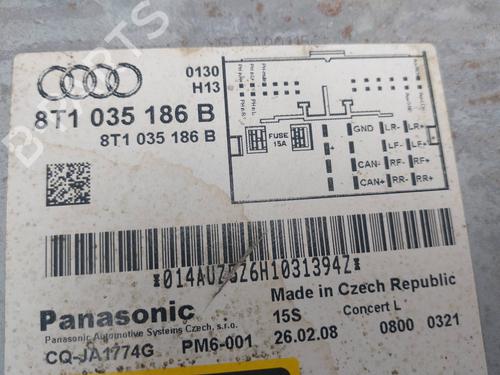 0130
H13
8T1 035 186 B
8T1 035 186 B
FUSE
15A
GND LR- LR+
+ LF- LF+
CAN- RF- RF+
CAN+ RR- RR+
Panasonic
Panasonic Automotive Systems Czech, s.r.o.
CQ-JA1774G PM6-001
Made in Czech Republic
15S Concert L
26.02.08 0800 0321